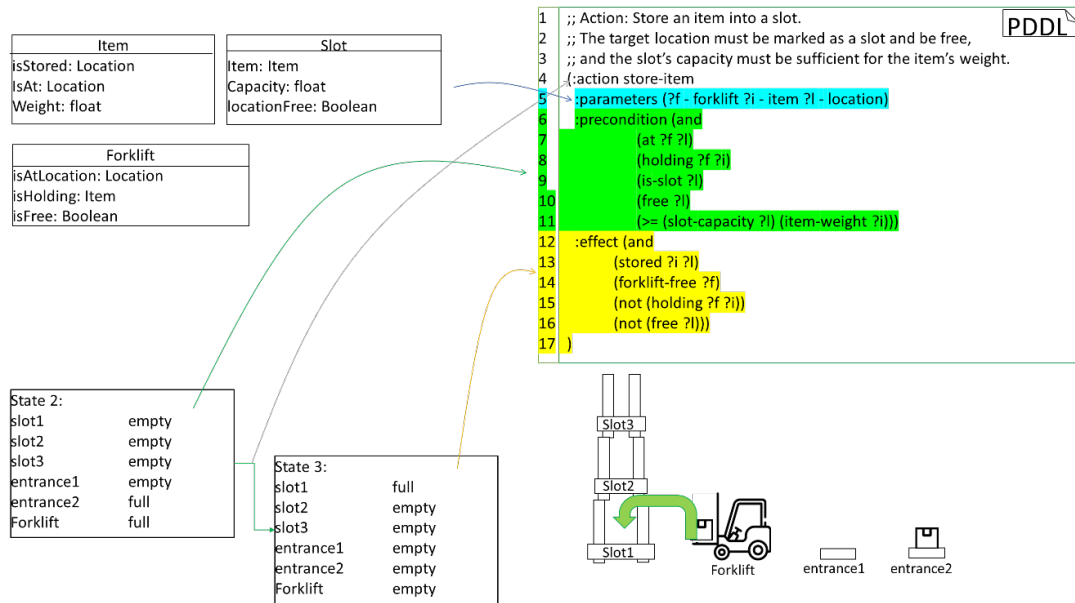 Item
isStored: Location
IsAt: Location
Weight: float
Slot
Item: Item
Capacity: float
locationFree: Boolean
Forklift
isAtLocation: Location
isHolding: Item
isFree: Boolean
PDDL
1 ;; Action: Store an item into a slot.
2 ;; The target location must be marked as a slot and be free,
3 ;; and the slot’s capacity must be sufficient for the item’s weight.
4 (:action store-item
5 :parameters (?f - forklift ?i - item ?l - location)
6 :precondition (and
7 (at ?f ?l)
8 (holding ?f ?i)
9 (is-slot ?l)
10 (free ?l)
11 (>= (slot-capacity ?l) (item-weight ?i)))
12 :effect (and
13 (stored ?i ?l)
14 (forklift-free ?f)
15 (not (holding ?f ?i))
16 (not (free ?l)))
17 )
State 2:
slot1 empty
slot2 empty
slot3 empty
entrance1 empty
entrance2 full
Forklift full
State 3:
slot1 full
slot2 empty
slot3 empty
entrance1 empty
entrance2 empty
Forklift empty
Slot3
Slot2
Slot1
Forklift
entrance1
entrance2